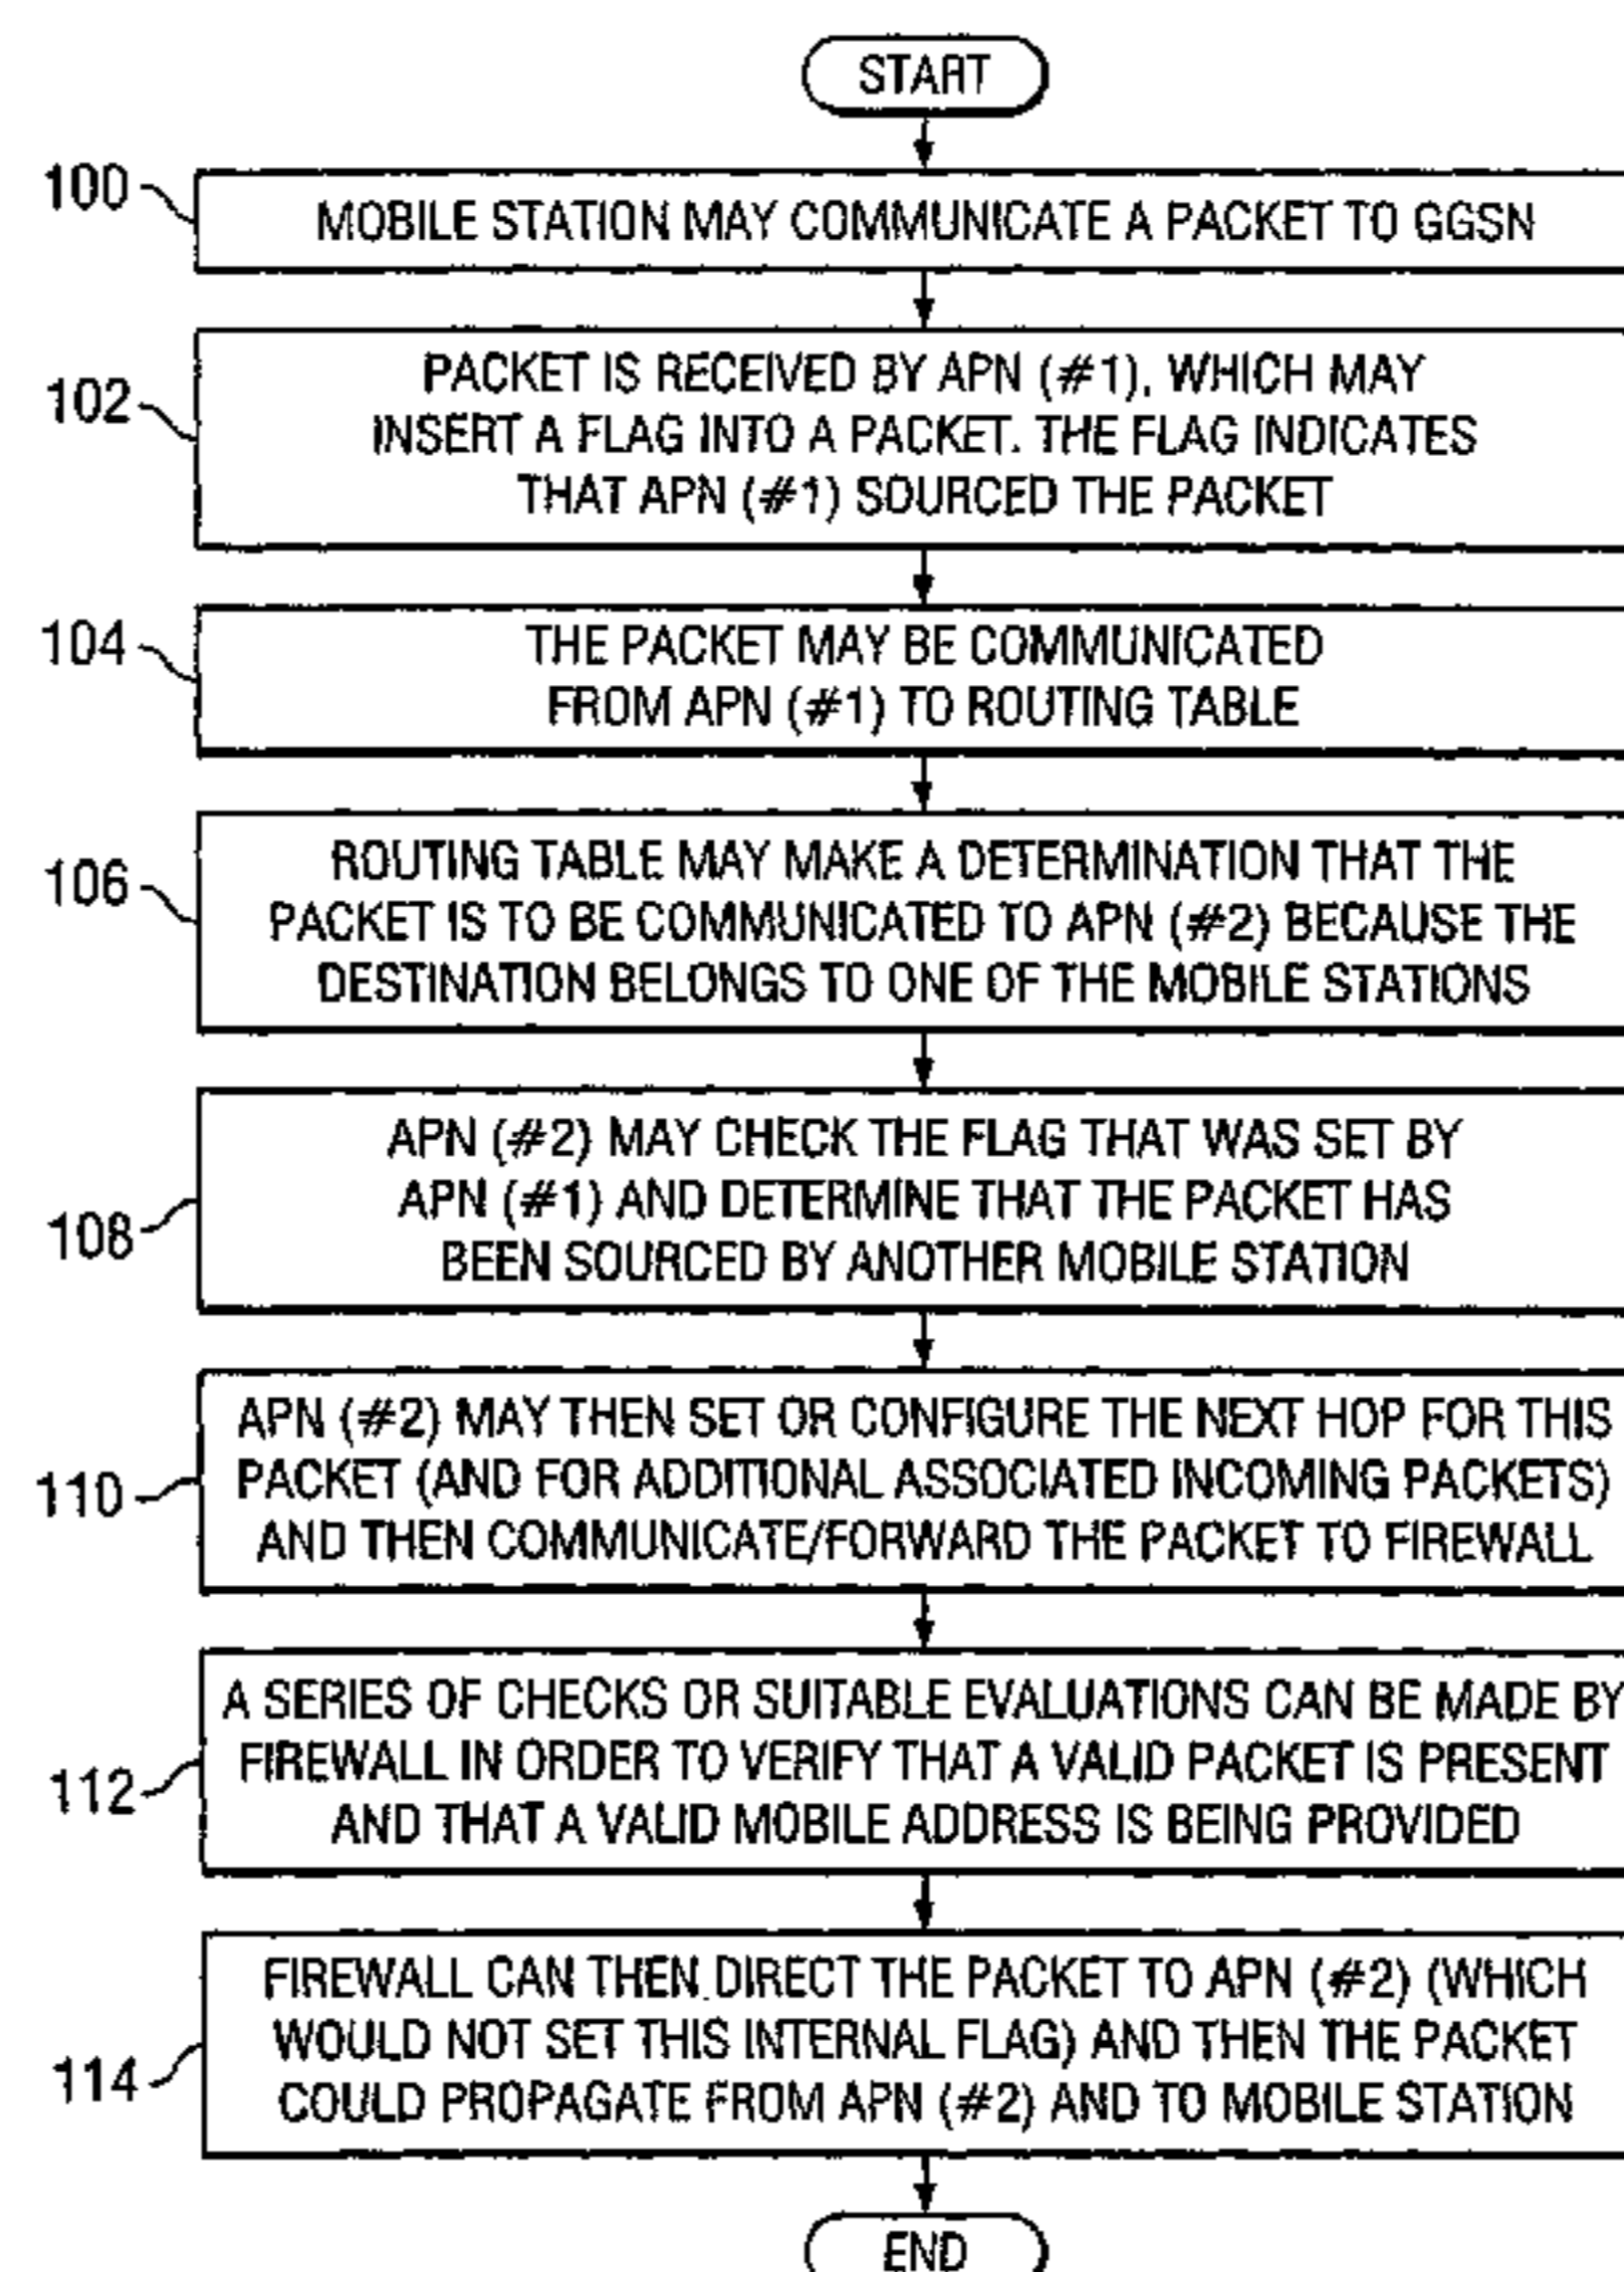 START
100
MOBILE STATION MAY COMMUNICATE A PACKET TO GGSN
102
PACKET IS RECEIVED BY APN (#1), WHICH MAY
INSERT A FLAG INTO A PACKET. THE FLAG INDICATES
THAT APN (#1) SOURCED THE PACKET
104
THE PACKET MAY BE COMMUNICATED
FROM APN (#1) TO ROUTING TABLE
106
ROUTING TABLE MAY MAKE A DETERMINATION THAT THE
PACKET IS TO BE COMMUNICATED TO APN (#2) BECAUSE THE
DESTINATION BELONGS TO ONE OF THE MOBILE STATIONS
108
APN (#2) MAY CHECK THE FLAG THAT WAS SET BY
APN (#1) AND DETERMINE THAT THE PACKET HAS
BEEN SOURCED BY ANOTHER MOBILE STATION
110
APN (#2) MAY THEN SET OR CONFIGURE THE NEXT HOP FOR THIS
PACKET (AND FOR ADDITIONAL ASSOCIATED INCOMING PACKETS)
AND THEN COMMUNICATE/FORWARD THE PACKET TO FIREWALL
112
A SERIES OF CHECKS OR SUITABLE EVALUATIONS CAN BE MADE BY
FIREWALL IN ORDER TO VERIFY THAT A VALID PACKET IS PRESENT
AND THAT A VALID MOBILE ADDRESS IS BEING PROVIDED
114
FIREWALL CAN THEN DIRECT THE PACKET TO APN (#2) (WHICH
WOULD NOT SET THIS INTERNAL FLAG) AND THEN THE PACKET
COULD PROPAGATE FROM APN (#2) AND TO MOBILE STATION
END